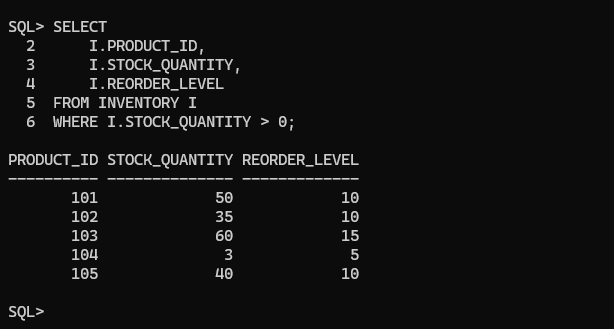 SQL> SELECT
  2      I.PRODUCT_ID,
  3      I.STOCK_QUANTITY,
  4      I.REORDER_LEVEL
  5  FROM INVENTORY I
  6  WHERE I.STOCK_QUANTITY > 0;

PRODUCT_ID STOCK_QUANTITY REORDER_LEVEL
---------- -------------- -------------
       101             50            10
       102             35            10
       103             60            15
       104              3             5
       105             40            10

SQL>